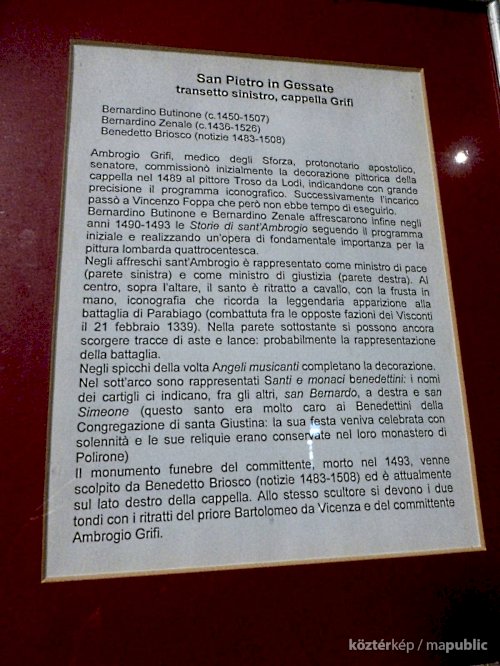 San Pietro in Gessate
transetto sinistro, cappella Grifi
Bernardino Butinone (c.1450-1507)
Bernardino Zenale (c.1436-1526)
Benedetto Briosco (notizie 1483-1508)
Ambrogio Grifi, medico degli Sforza, protonotario apostolico,
senatore, commissionò inizialmente la decorazione pittorica della
cappella nel 1489 al pittore Troso da Lodi, indicandone con grande
precisione il programma iconografico. Successivamente l'incarico
passò a Vincenzo Foppa che però non ebbe tempo di eseguirlo.
Bernardino Butinone e Bernardino Zenale affrescarono infine negli
anni 1490-1493 le Storie di sant'Ambrogio seguendo il programma
iniziale e realizzando un'opera di fondamentale importanza per la
pittura lombarda quattrocentesca.
Negli affreschi sant'Ambrogio è rappresentato come ministro di pace
(parete sinistra) e come ministro di giustizia (parete destra). Al
centro, sopra l'altare, il santo è ritratto a cavallo, con la frusta in
mano, iconografia che ricorda la leggendaria apparizione alla
battaglia di Parabiago (combattuta fra le opposte fazioni dei Visconti
il 21 febbraio 1339). Nella parete sottostante si possono ancora
scorgere tracce di aste e lance: probabilmente la rappresentazione
della battaglia.
Negli spicchi della volta Angeli musicanti completano la decorazione.
Nel sott'arco sono rappresentati Santi e monaci benedettini: i nomi
dei cartigli ci indicano, fra gli altri, san Bernardo, a destra e san
Simeone (questo santo era molto caro ai Benedettini della
Congregazione di santa Giustina: la sua festa veniva celebrata con
solennità e le sue reliquie erano conservate nel loro monastero di
Polirone)
Il monumento funebre del committente, morto nel 1493, venne
scolpito da Benedetto Briosco (notizie 1483-1508) ed è attualmente
sul lato destro della cappella. Allo stesso scultore si devono i due
tondi con i ritratti del priore Bartolomeo da Vicenza e del committente
Ambrogio Grifi.
köztérkép / mapublic